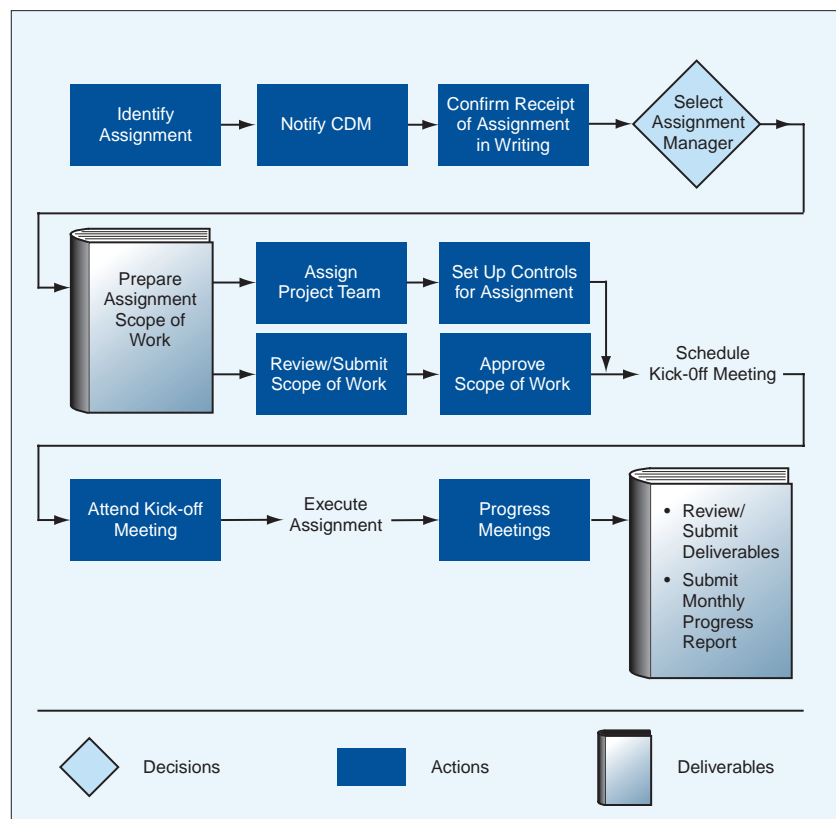 Identify
Assignment
Notify CDM
Confirm Receipt
of Assignment
in Writing
Select
Assignment
Manager
Prepare
Assignment
Scope of
Work
Assign
Project Team
Set Up Controls
for Assignment
Review/Submit
Scope of Work
Approve
Scope of Work
Schedule
Kick-0ff Meeting
Attend Kick-off
Meeting
Execute
Assignment
Progress
Meetings
• Review/
Submit
Deliverables
• Submit
Monthly
Progress
Report
Decisions
Actions
Deliverables